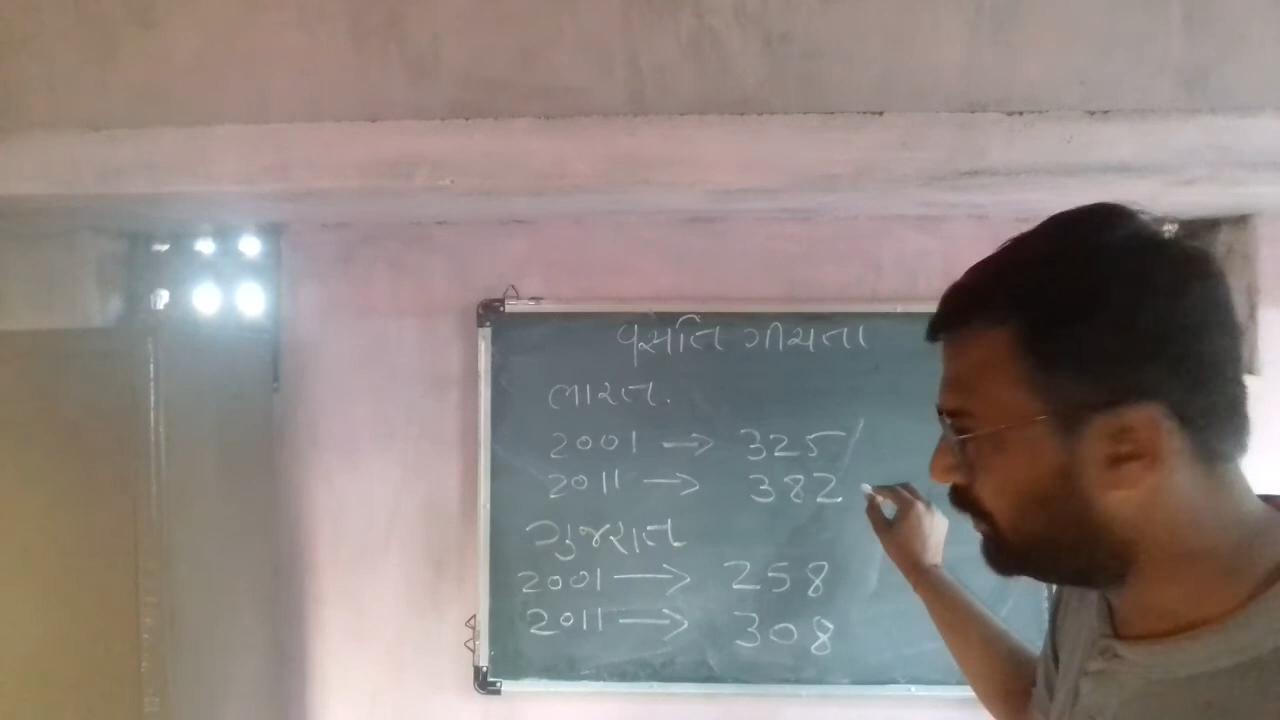 વસતિ ગીચતા
ભારત.
2001 → 325/
2011 → 382
ગુજરાત
2001 → 258
2011 → 308